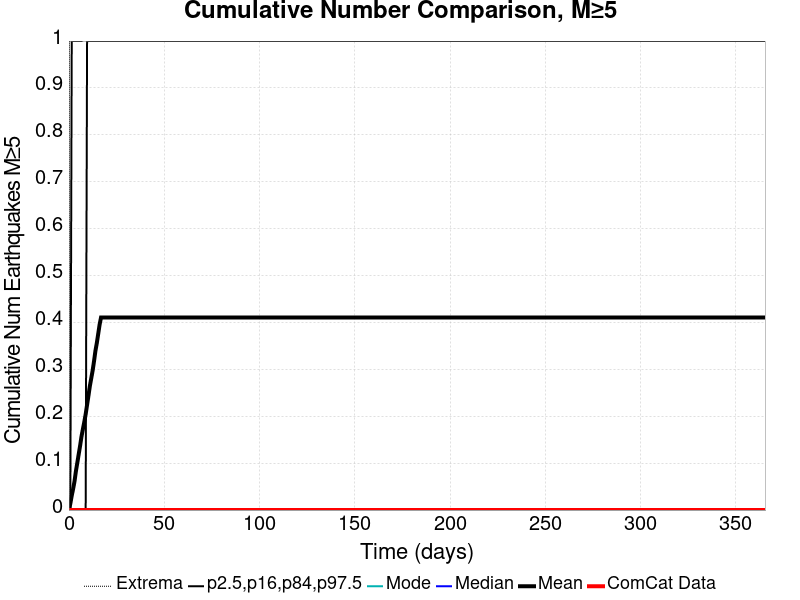 Cumulative Number Comparison, M≥5
Cumulative Num Earthquakes M≥5
1
0.9
0.8
0.7
0.6
0.5
0.4
0.3
0.2
0.1
0
0 50 100 150 200 250 300 350
Time (days)
Extrema p2.5,p16,p84,p97.5 Mode Median Mean ComCat Data